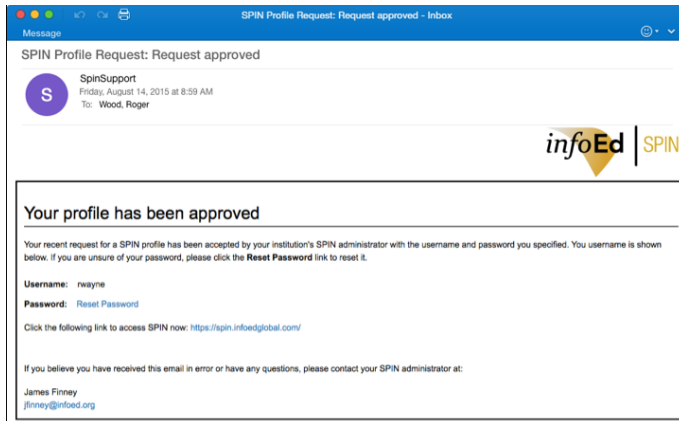 SPIN Profile Request: Request approved - Inbox
Message
SPIN Profile Request: Request approved
S
SpinSupport
Friday, August 14, 2015 at 8:59 AM
To: Wood, Roger
infoEd | SPIN
Your profile has been approved
Your recent request for a SPIN profile has been accepted by your institution's SPIN administrator with the username and password you specified. You username is shown
below. If you are unsure of your password, please click the Reset Password link to reset it.
Username: rwayne
Password: Reset Password
Click the following link to access SPIN now: https://spin.infoedglobal.com/
If you believe you have received this email in error or have any questions, please contact your SPIN administrator at:
James Finney
jfinney@infoed.org